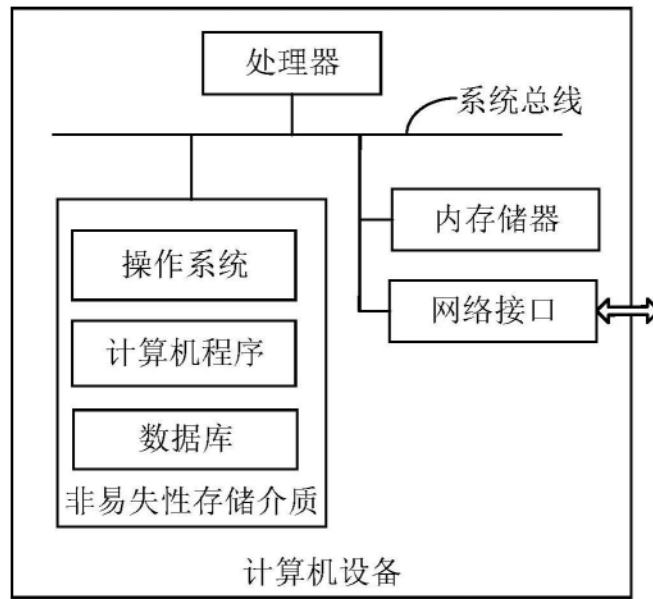 处理器
系统总线
操作系统
计算机程序
数据库
非易失性存储介质
内存储器
网络接口
计算机设备